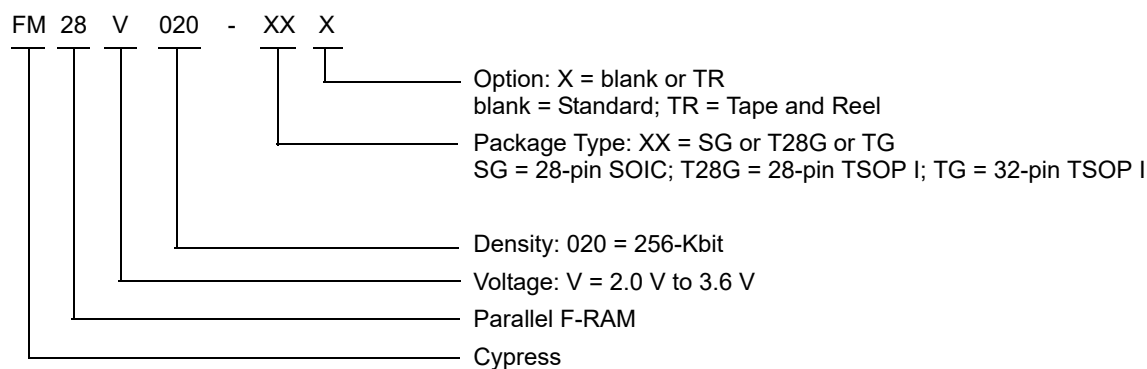 FM 28 V 020 - XX X
Option: X = blank or TR
blank = Standard; TR = Tape and Reel
Package Type: XX = SG or T28G or TG
SG = 28-pin SOIC; T28G = 28-pin TSOP I; TG = 32-pin TSOP I
Density: 020 = 256-Kbit
Voltage: V = 2.0 V to 3.6 V
Parallel F-RAM
Cypress